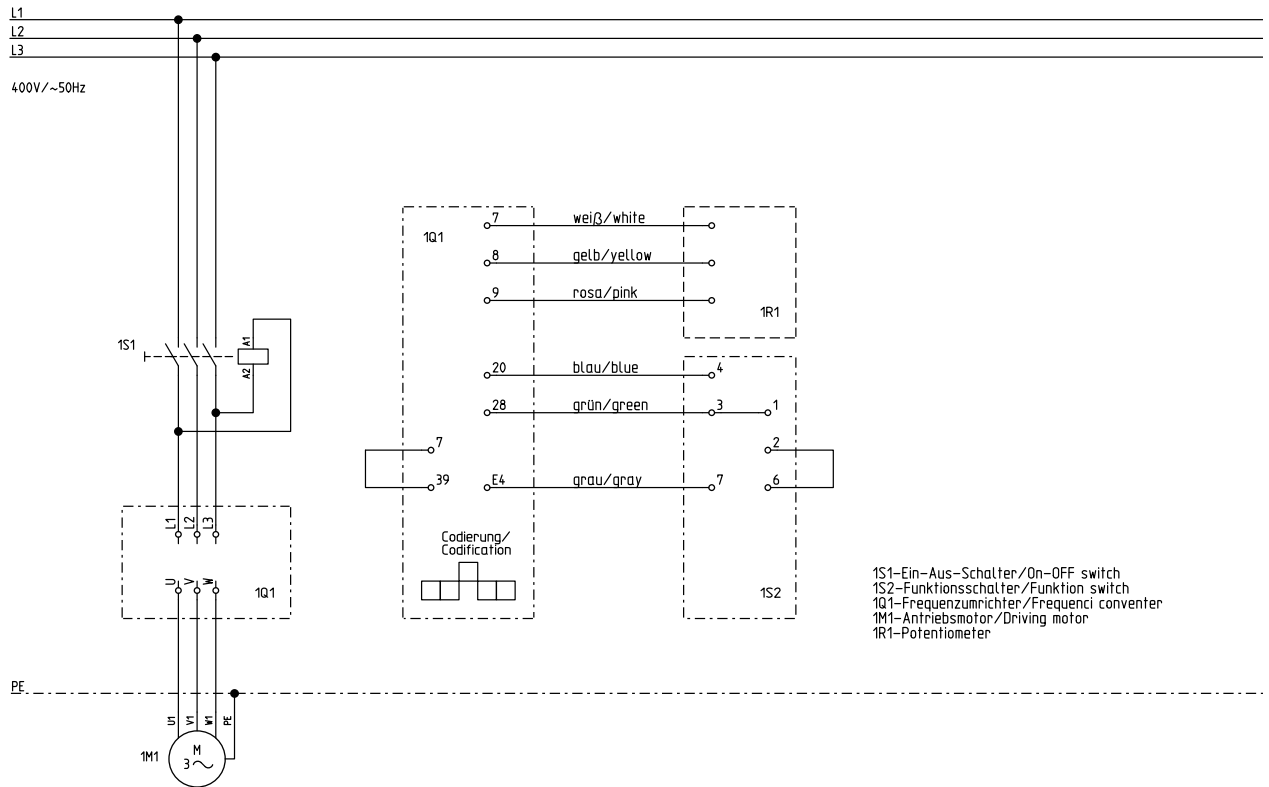 L1
L2
L3
400V/~50Hz
7
weiß/white
1Q1
8
gelb/yellow
9
rosa/pink
1R1
1S1
A1
A2
20
blau/blue
4
28
grün/green
3
1
7
2
39
E4
grau/gray
7
6
L1
L2
L3
Codierung/
Codification
U
V
W
1Q1
1S2
1S1-Ein-Aus-Schalter/On-OFF switch
1S2-Funktionsschalter/Funktion switch
1Q1-Frequenzumrichter/Frequenci conventer
1M1-Antriebsmotor/Driving motor
1R1-Potentiometer
PE
U1
V1
W1
PE
1M1
M
3~